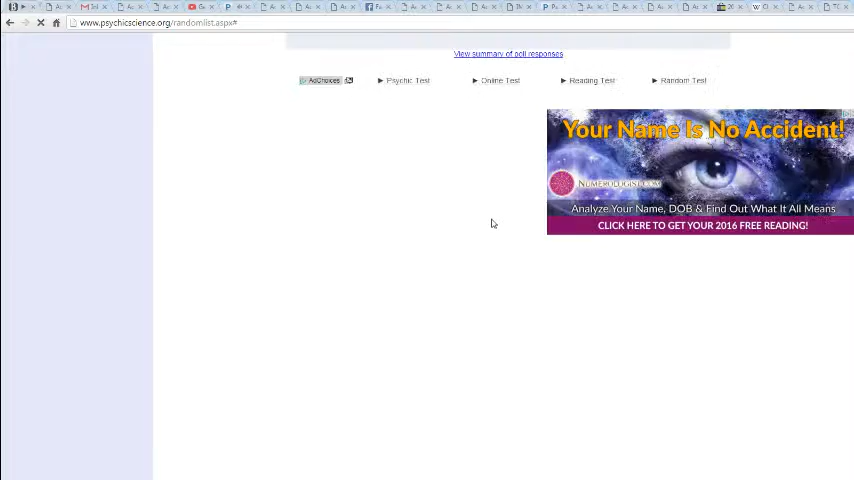 www.psychicscience.org/randomlist.aspx#
View summary of poll responses
AdChoices
► Psychic Test
► Online Test
► Reading Test
► Random Test
Your Name Is No Accident!
NUMEROLOGIST.COM
Analyze Your Name, DOB & Find Out What It All Means
CLICK HERE TO GET YOUR 2016 FREE READING!